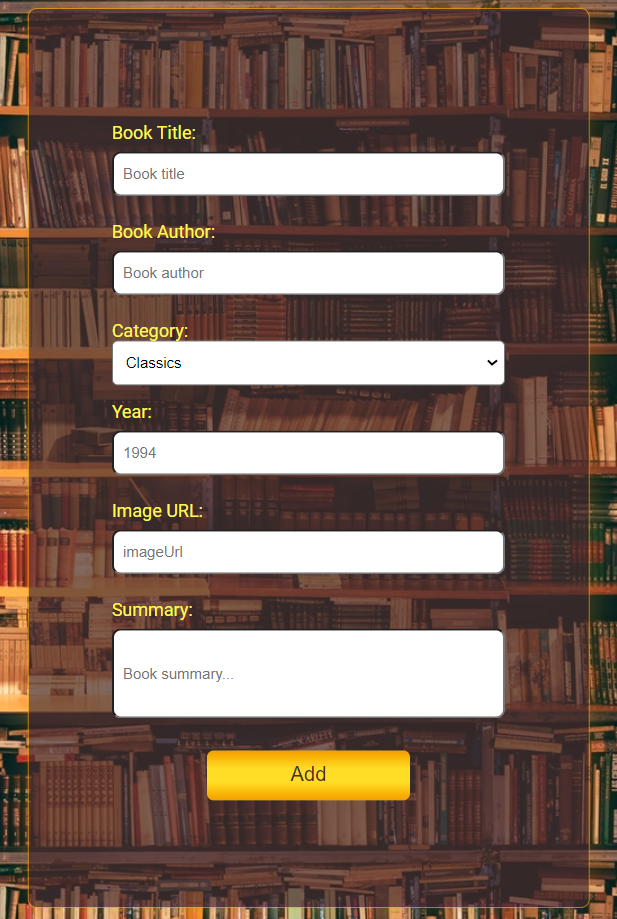 Book Title:
Book title
Book Author:
Book author
Category:
Classics
Year:
1994
Image URL:
imageUrl
Summary:
Book summary...
Add